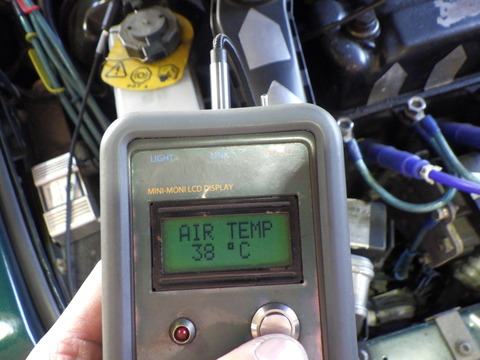 LIGHT
MINI-MONI LCD DISPLAY
AIR TEMP
38 °C